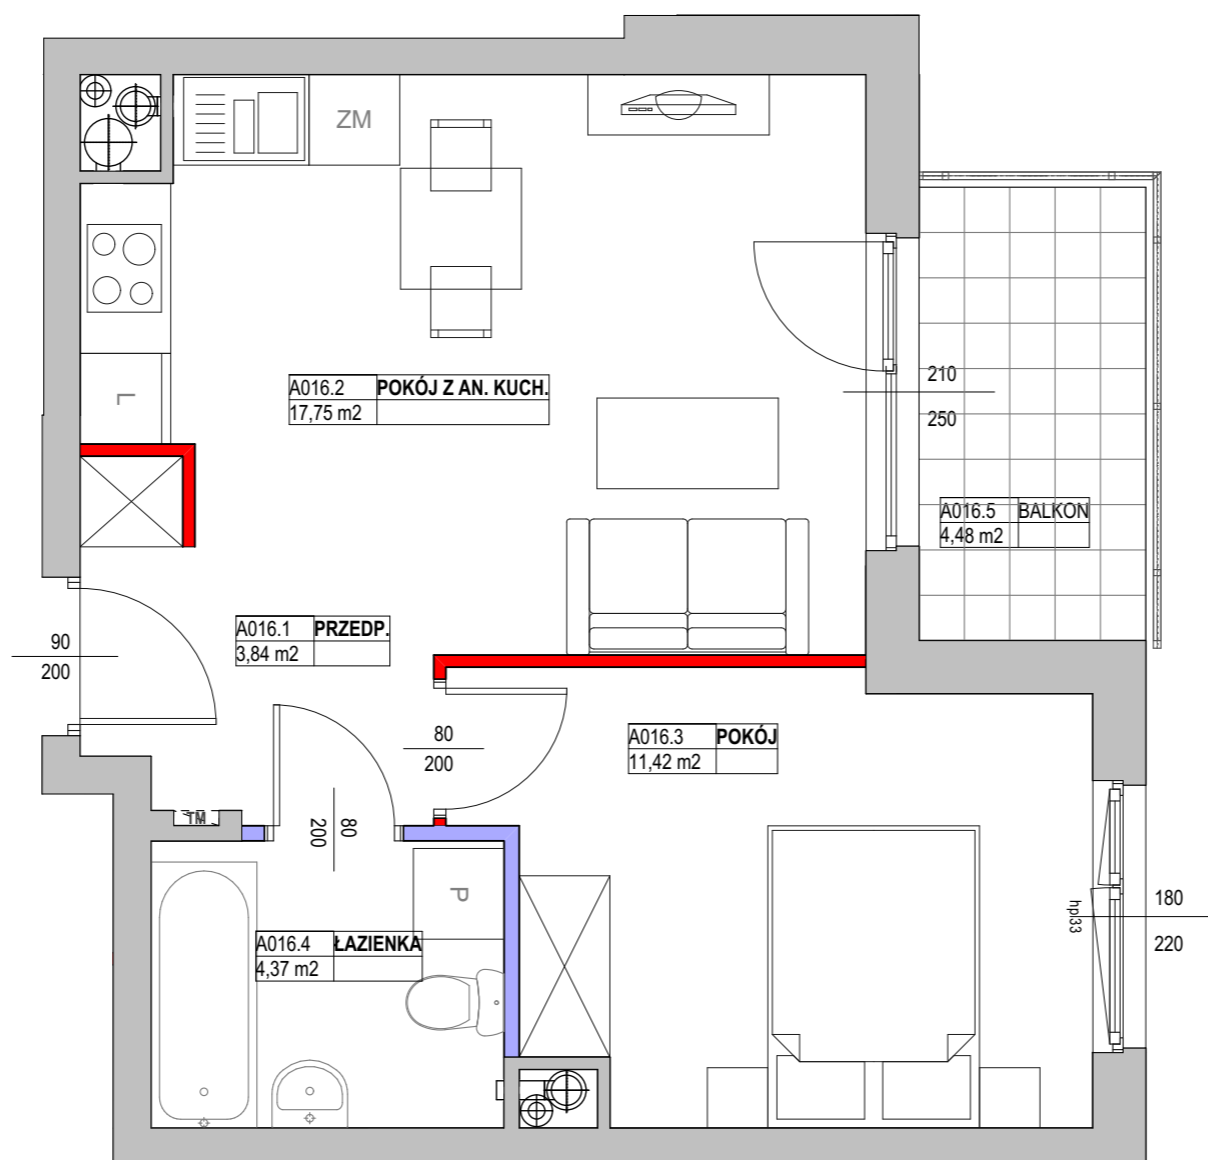 ZM
A016.2 POKÓJ Z AN. KUCH.
17,75 m2
L
210
250
A016.5 BALKON
4,48 m2
A016.1 PRZEDP.
3,84 m2
90
200
80
200
A016.3 POKÓJ
11,42 m2
TM
80
200
P
A016.4 ŁAZIENKA
4,37 m2
hpl33
180
220